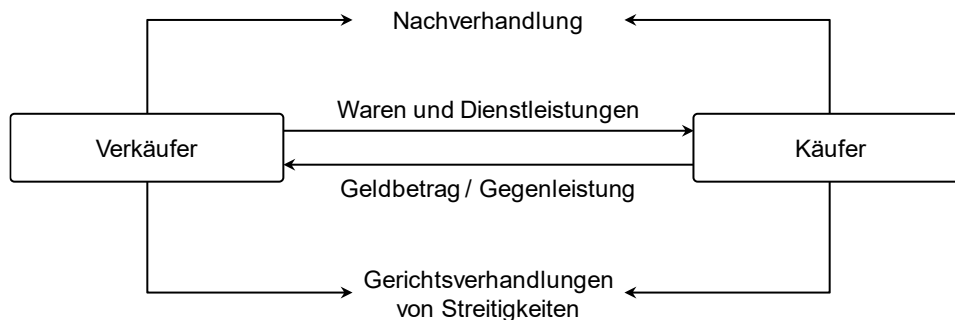 Nachverhandlung
Waren und Dienstleistungen
Verkäufer
Käufer
Geldbetrag / Gegenleistung
Gerichtsverhandlungen
von Streitigkeiten